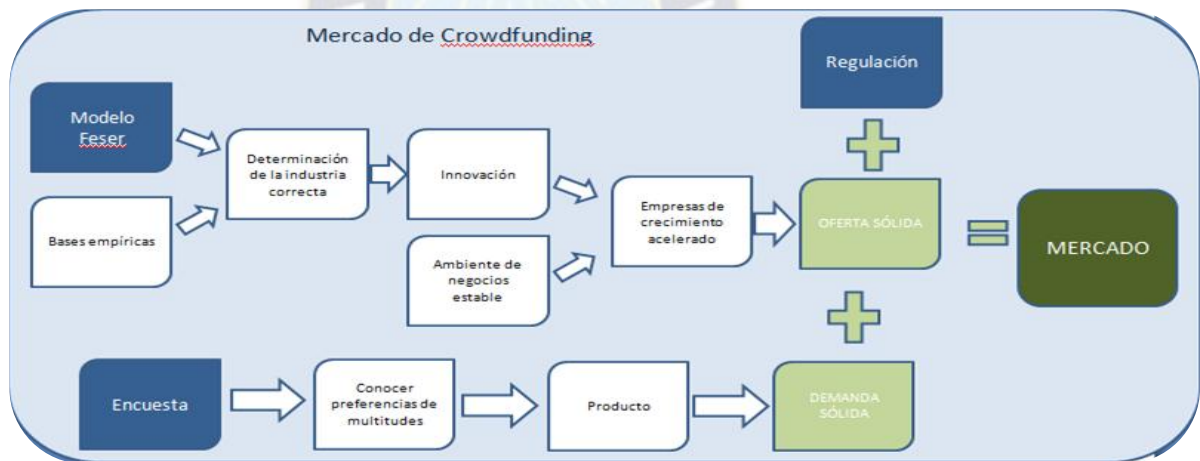 Mercado de Crowdfunding
Regulación
Modelo
Feser
Determinación
de la industria
correcta
Innovación
Bases empíricas
Empresas de
crecimiento
acelerado
OFERTA SÓLIDA
MERCADO
Ambiente de
negocios
estable
Encuesta
Conocer
preferencias de
multitudes
Producto
DEMANDA
SÓLIDA